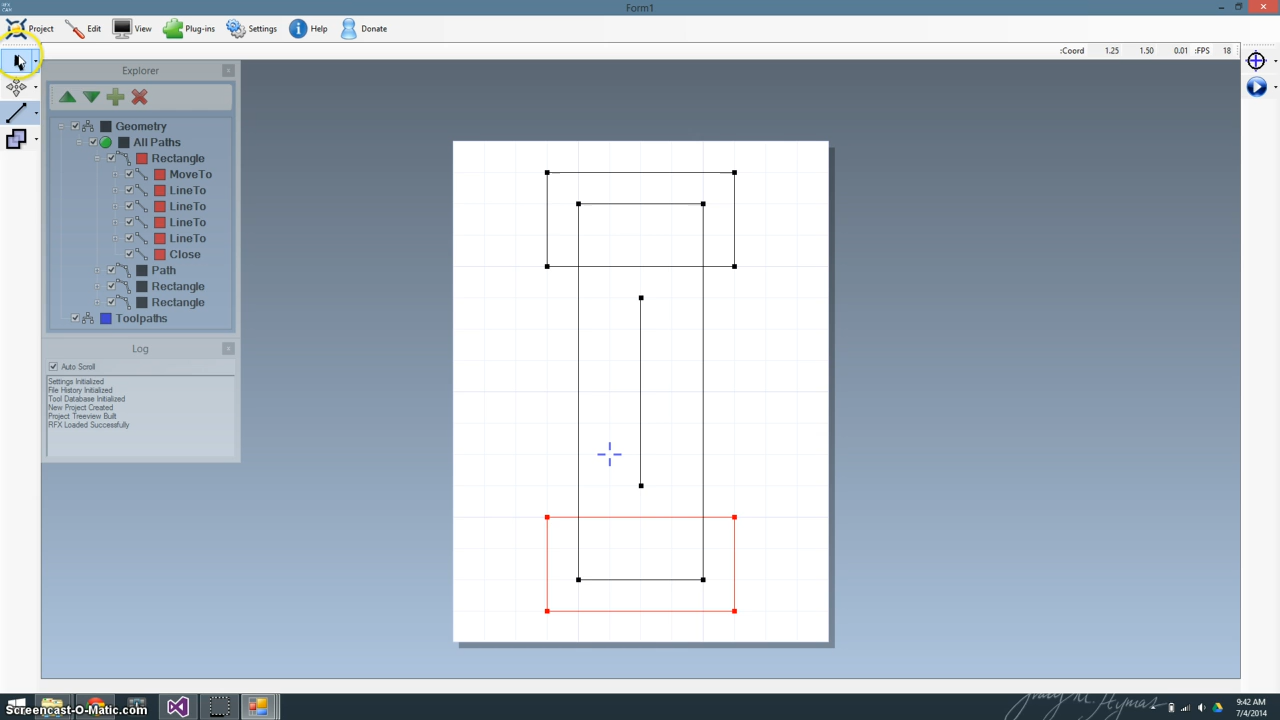 RFX
CAM
Form1
Project Edit View Plug-ins Settings Help Donate
:Coord 1.25 1.50 0.01 :FPS 18
Explorer
Geometry
All Paths
Rectangle
MoveTo
LineTo
LineTo
LineTo
LineTo
Close
Path
Rectangle
Rectangle
Toolpaths
Log
Auto Scroll
Settings Initialized
File History Initialized
Tool Database Initialized
New Project Created
Project Treeview Built
RFX Loaded Successfully
Screencast-O-Matic.com
9:42 AM
7/4/2014